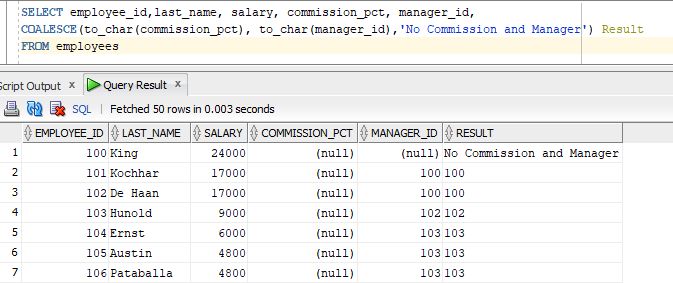 SELECT employee_id,last_name, salary, commission_pct, manager_id,
COALESCE(to_char(commission_pct), to_char(manager_id),'No Commission and Manager') Result
FROM employees
Script Output x Query Result x
SQL | Fetched 50 rows in 0.003 seconds
EMPLOYEE_ID LAST_NAME SALARY COMMISSION_PCT MANAGER_ID RESULT
1 100 King 24000 (null) (null) No Commission and Manager
2 101 Kochhar 17000 (null) 100 100
3 102 De Haan 17000 (null) 100 100
4 103 Hunold 9000 (null) 102 102
5 104 Ernst 6000 (null) 103 103
6 105 Austin 4800 (null) 103 103
7 106 Pataballa 4800 (null) 103 103